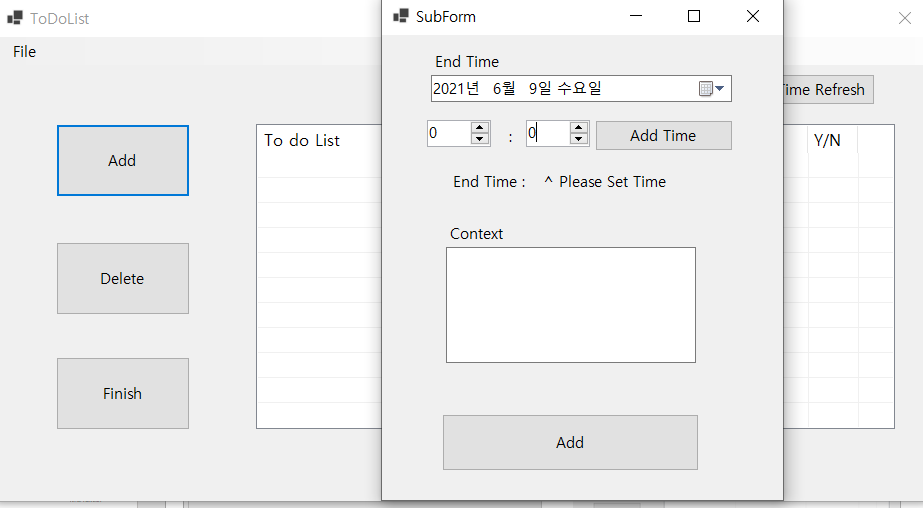 ToDoList
File
Time Refresh
Add
Delete
Finish
To do List
Y/N
SubForm
End Time
2021년 6월 9일 수요일
0 : 0 Add Time
End Time : ^ Please Set Time
Context
Add